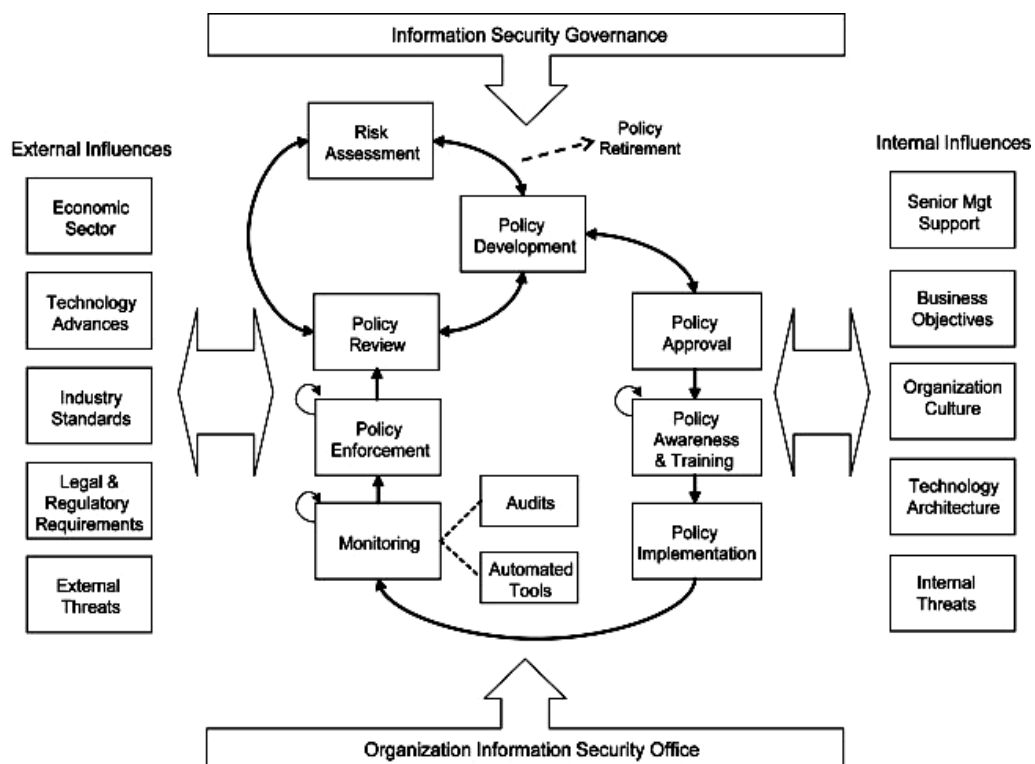 Information Security Governance
External Influences
Economic
Sector
Technology
Advances
Industry
Standards
Legal &
Regulatory
Requirements
External
Threats
Risk
Assessment
Policy
Retirement
Policy
Development
Policy
Review
Policy
Enforcement
Monitoring
Audits
Automated
Tools
Policy
Approval
Policy
Awareness
& Training
Policy
Implementation
Internal Influences
Senior Mgt
Support
Business
Objectives
Organization
Culture
Technology
Architecture
Internal
Threats
Organization Information Security Office